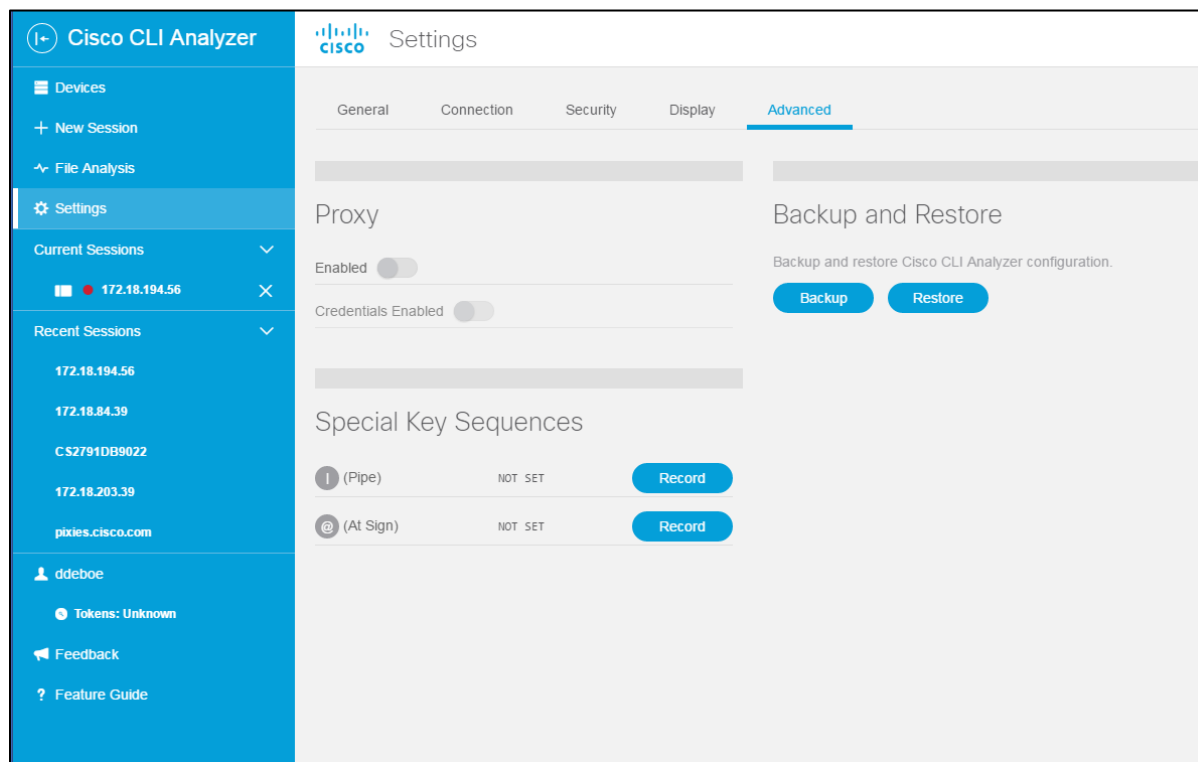 Cisco CLI Analyzer
Devices
+ New Session
File Analysis
Settings
Current Sessions
172.18.194.56
Recent Sessions
172.18.194.56
172.18.84.39
CS2791DB9022
172.18.203.39
pixies.cisco.com
ddeboe
Tokens: Unknown
Feedback
? Feature Guide
CISCO Settings
General Connection Security Display Advanced
Proxy
Enabled
Credentials Enabled
Backup and Restore
Backup and restore Cisco CLI Analyzer configuration.
Backup Restore
Special Key Sequences
| (Pipe) NOT SET Record
@ (At Sign) NOT SET Record